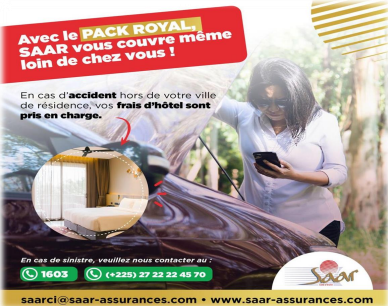 Avec le PACK ROYAL,
SAAR vous couvre même
loin de chez vous !
En cas d'accident hors de votre ville
de résidence, vos frais d'hôtel sont
pris en charge.
En cas de sinistre, veuillez nous contacter au :
1603
(+225) 27 22 22 45 70
Saar
saarci@saar-assurances.com • www.saar-assurances.com